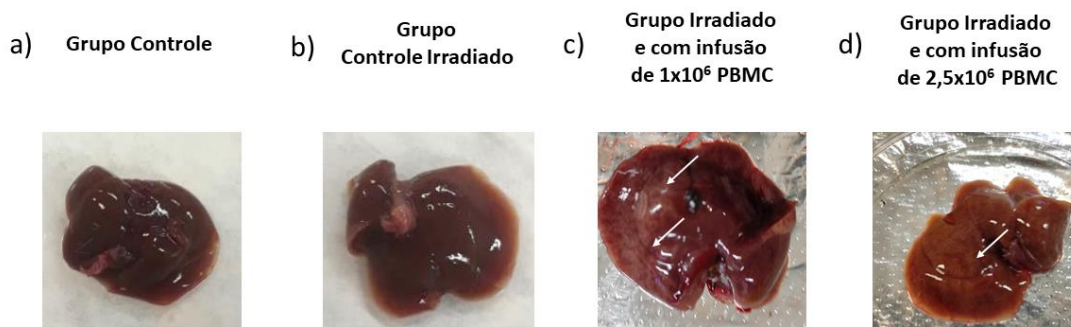 a)
Grupo Controle
b)
Grupo
Controle Irradiado
c)
Grupo Irradiado
e com infusão
de 1x10⁶ PBMC
d)
Grupo Irradiado
e com infusão
de 2,5x10⁶ PBMC